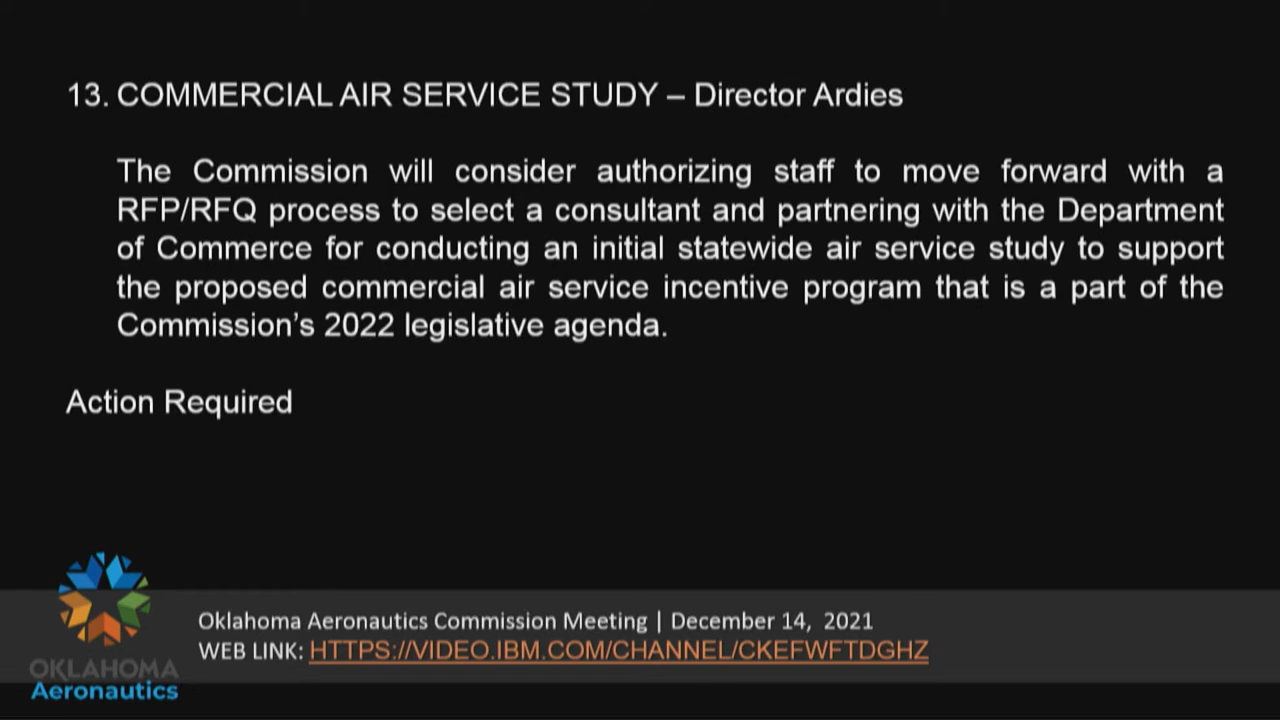 13. COMMERCIAL AIR SERVICE STUDY – Director Ardies
The Commission will consider authorizing staff to move forward with a
RFP/RFQ process to select a consultant and partnering with the Department
of Commerce for conducting an initial statewide air service study to support
the proposed commercial air service incentive program that is a part of the
Commission’s 2022 legislative agenda.
Action Required
Oklahoma Aeronautics Commission Meeting | December 14, 2021
WEB LINK: HTTPS://VIDEO.IBM.COM/CHANNEL/CKEFWFTDGHZ
OKLAHOMA
Aeronautics